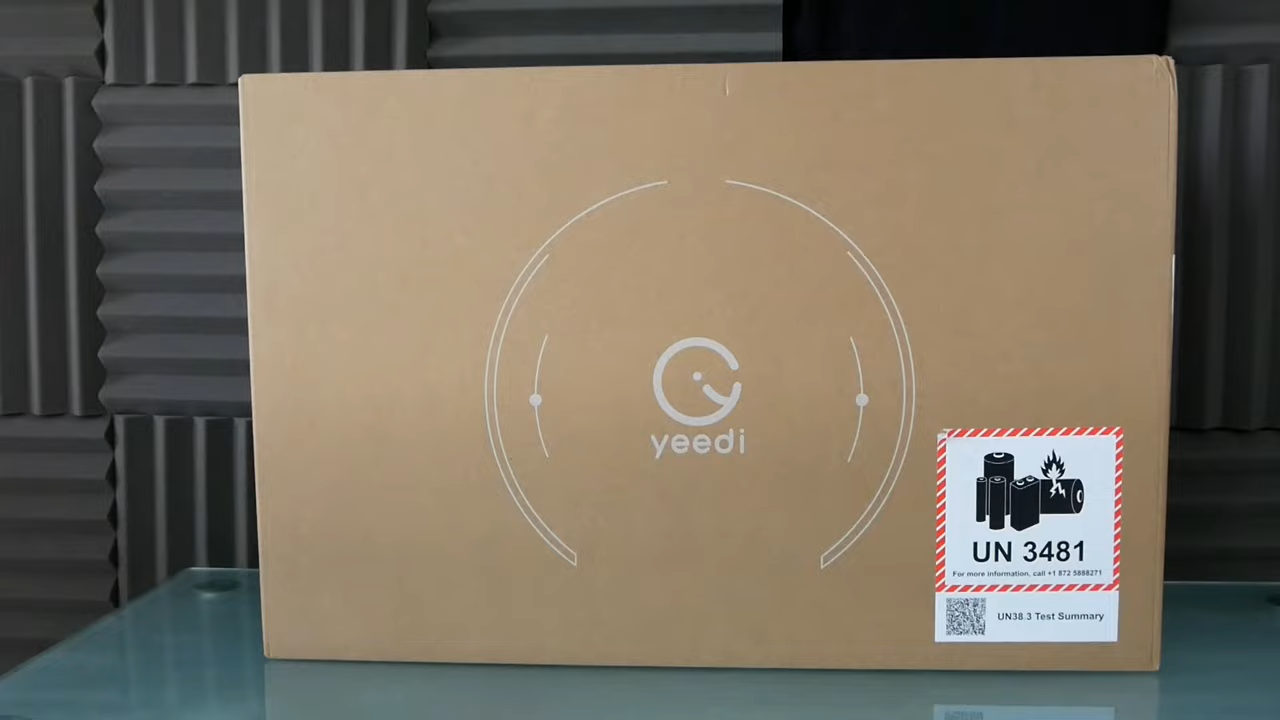 yeedi
UN 3481
For more information, call +1 872 5888271
UN38.3 Test Summary